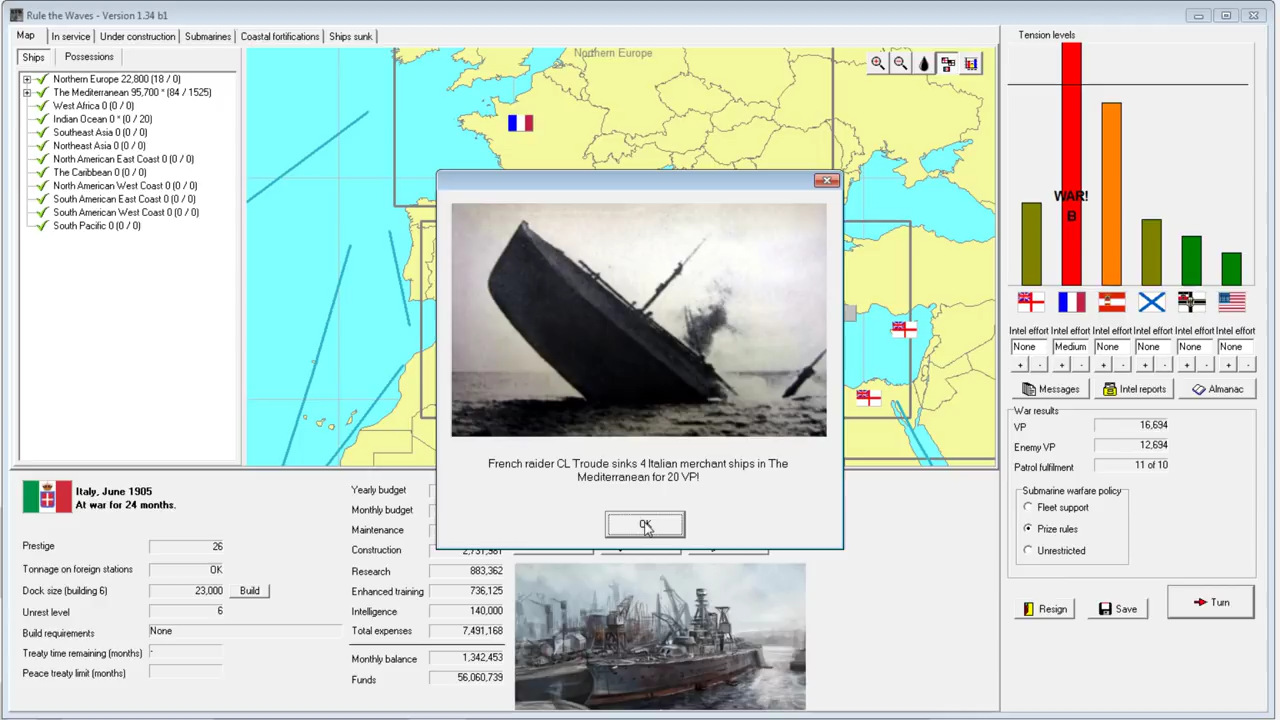 Rule the Waves - Version 1.34 b1
Map In service Under construction Submarines Coastal fortifications Ships sunk
Ships Possessions
Northern Europe 22,800 (18 / 0)
The Mediterranean 95,700 * (84 / 1525)
West Africa 0 (0 / 0)
Indian Ocean 0 * (0 / 20)
Southeast Asia 0 (0 / 0)
Northeast Asia 0 (0 / 0)
North American East Coast 0 (0 / 0)
The Caribbean 0 (0 / 0)
North American West Coast 0 (0 / 0)
South American East Coast 0 (0 / 0)
South American West Coast 0 (0 / 0)
South Pacific 0 (0 / 0)
Northern Europe
French raider CL Troude sinks 4 Italian merchant ships in The
Mediterranean for 20 VP!
OK
Tension levels
WAR!
B
Intel effort Intel effort Intel effort Intel effort Intel effort Intel effort
None Medium None None None None
+ - + - + - + - + - + -
Messages Intel reports Almanac
War results
VP 16,694
Enemy VP 12,694
Patrol fulfilment 11 of 10
Submarine warfare policy
Fleet support
Prize rules
Unrestricted
Resign Save Turn
Italy, June 1905
At war for 24 months.
Prestige 26
Tonnage on foreign stations OK
Dock size (building 6) 23,000 Build
Unrest level 6
Build requirements None
Treaty time remaining (months) -
Peace treaty limit (months)
Yearly budget
Monthly budget
Maintenance
Construction 2,731,981
Research 883,362
Enhanced training 736,125
Intelligence 140,000
Total expenses 7,491,168
Monthly balance 1,342,453
Funds 56,060,739